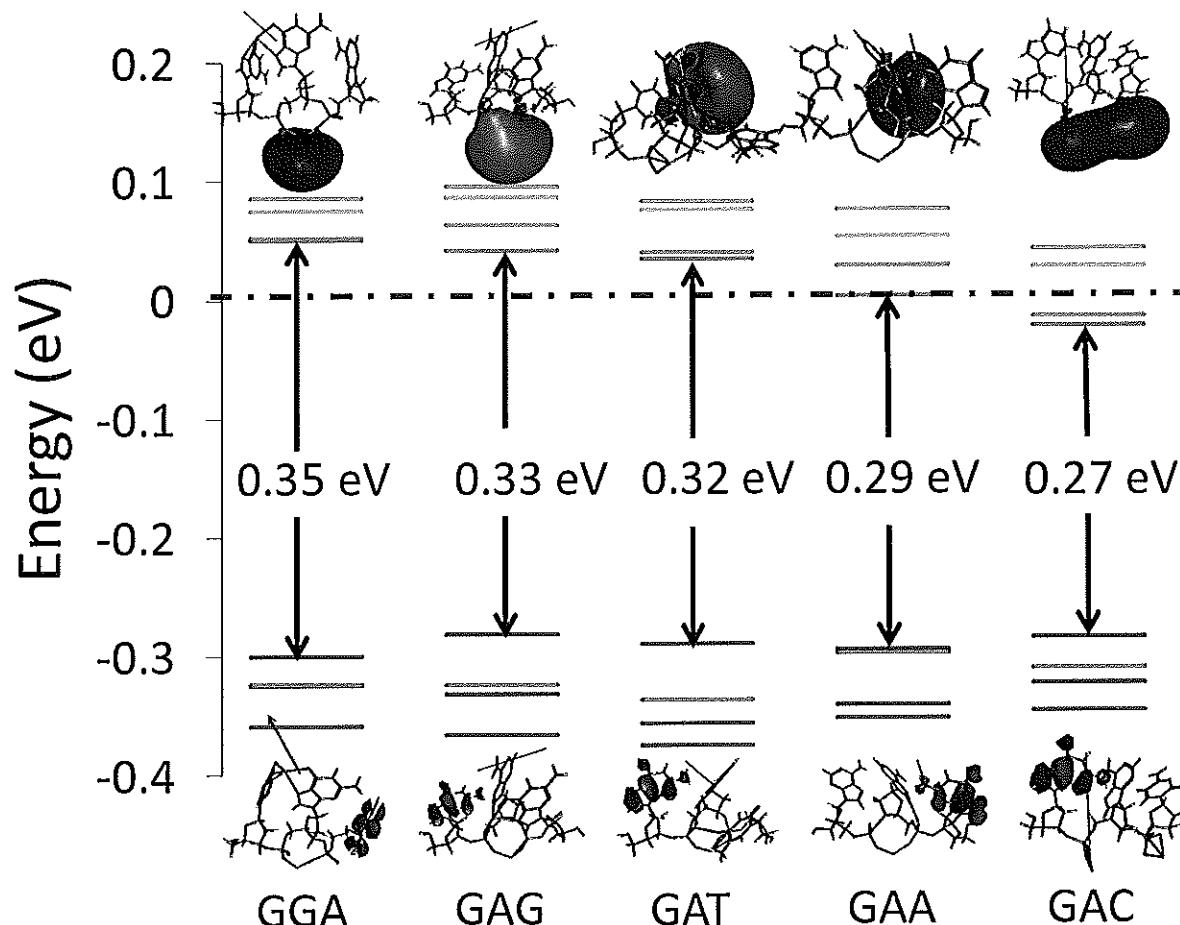 Energy (eV)
0.2
0.1
0
-0.1
-0.2
-0.3
-0.4
0.35 eV
0.33 eV
0.32 eV
0.29 eV
0.27 eV
GGA
GAG
GAT
GAA
GAC